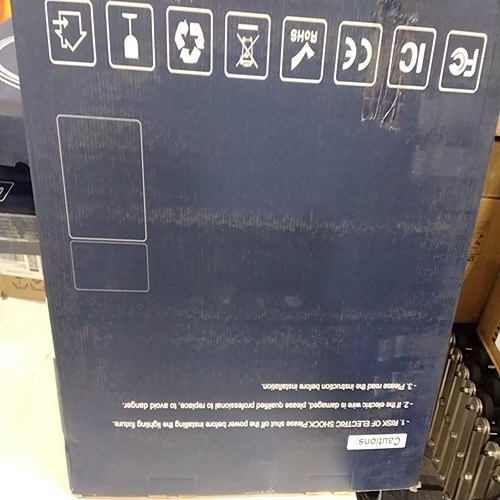 Cautions:
- 1. RISK OF ELECTRIC SHOCK.Please shut off the power before installing the lighting fixture.
- 2. If the electric wire is damaged, please qualified professional to replace, to avoid danger.
- 3. Please read the instruction before installation.
FC IC CE RoHS